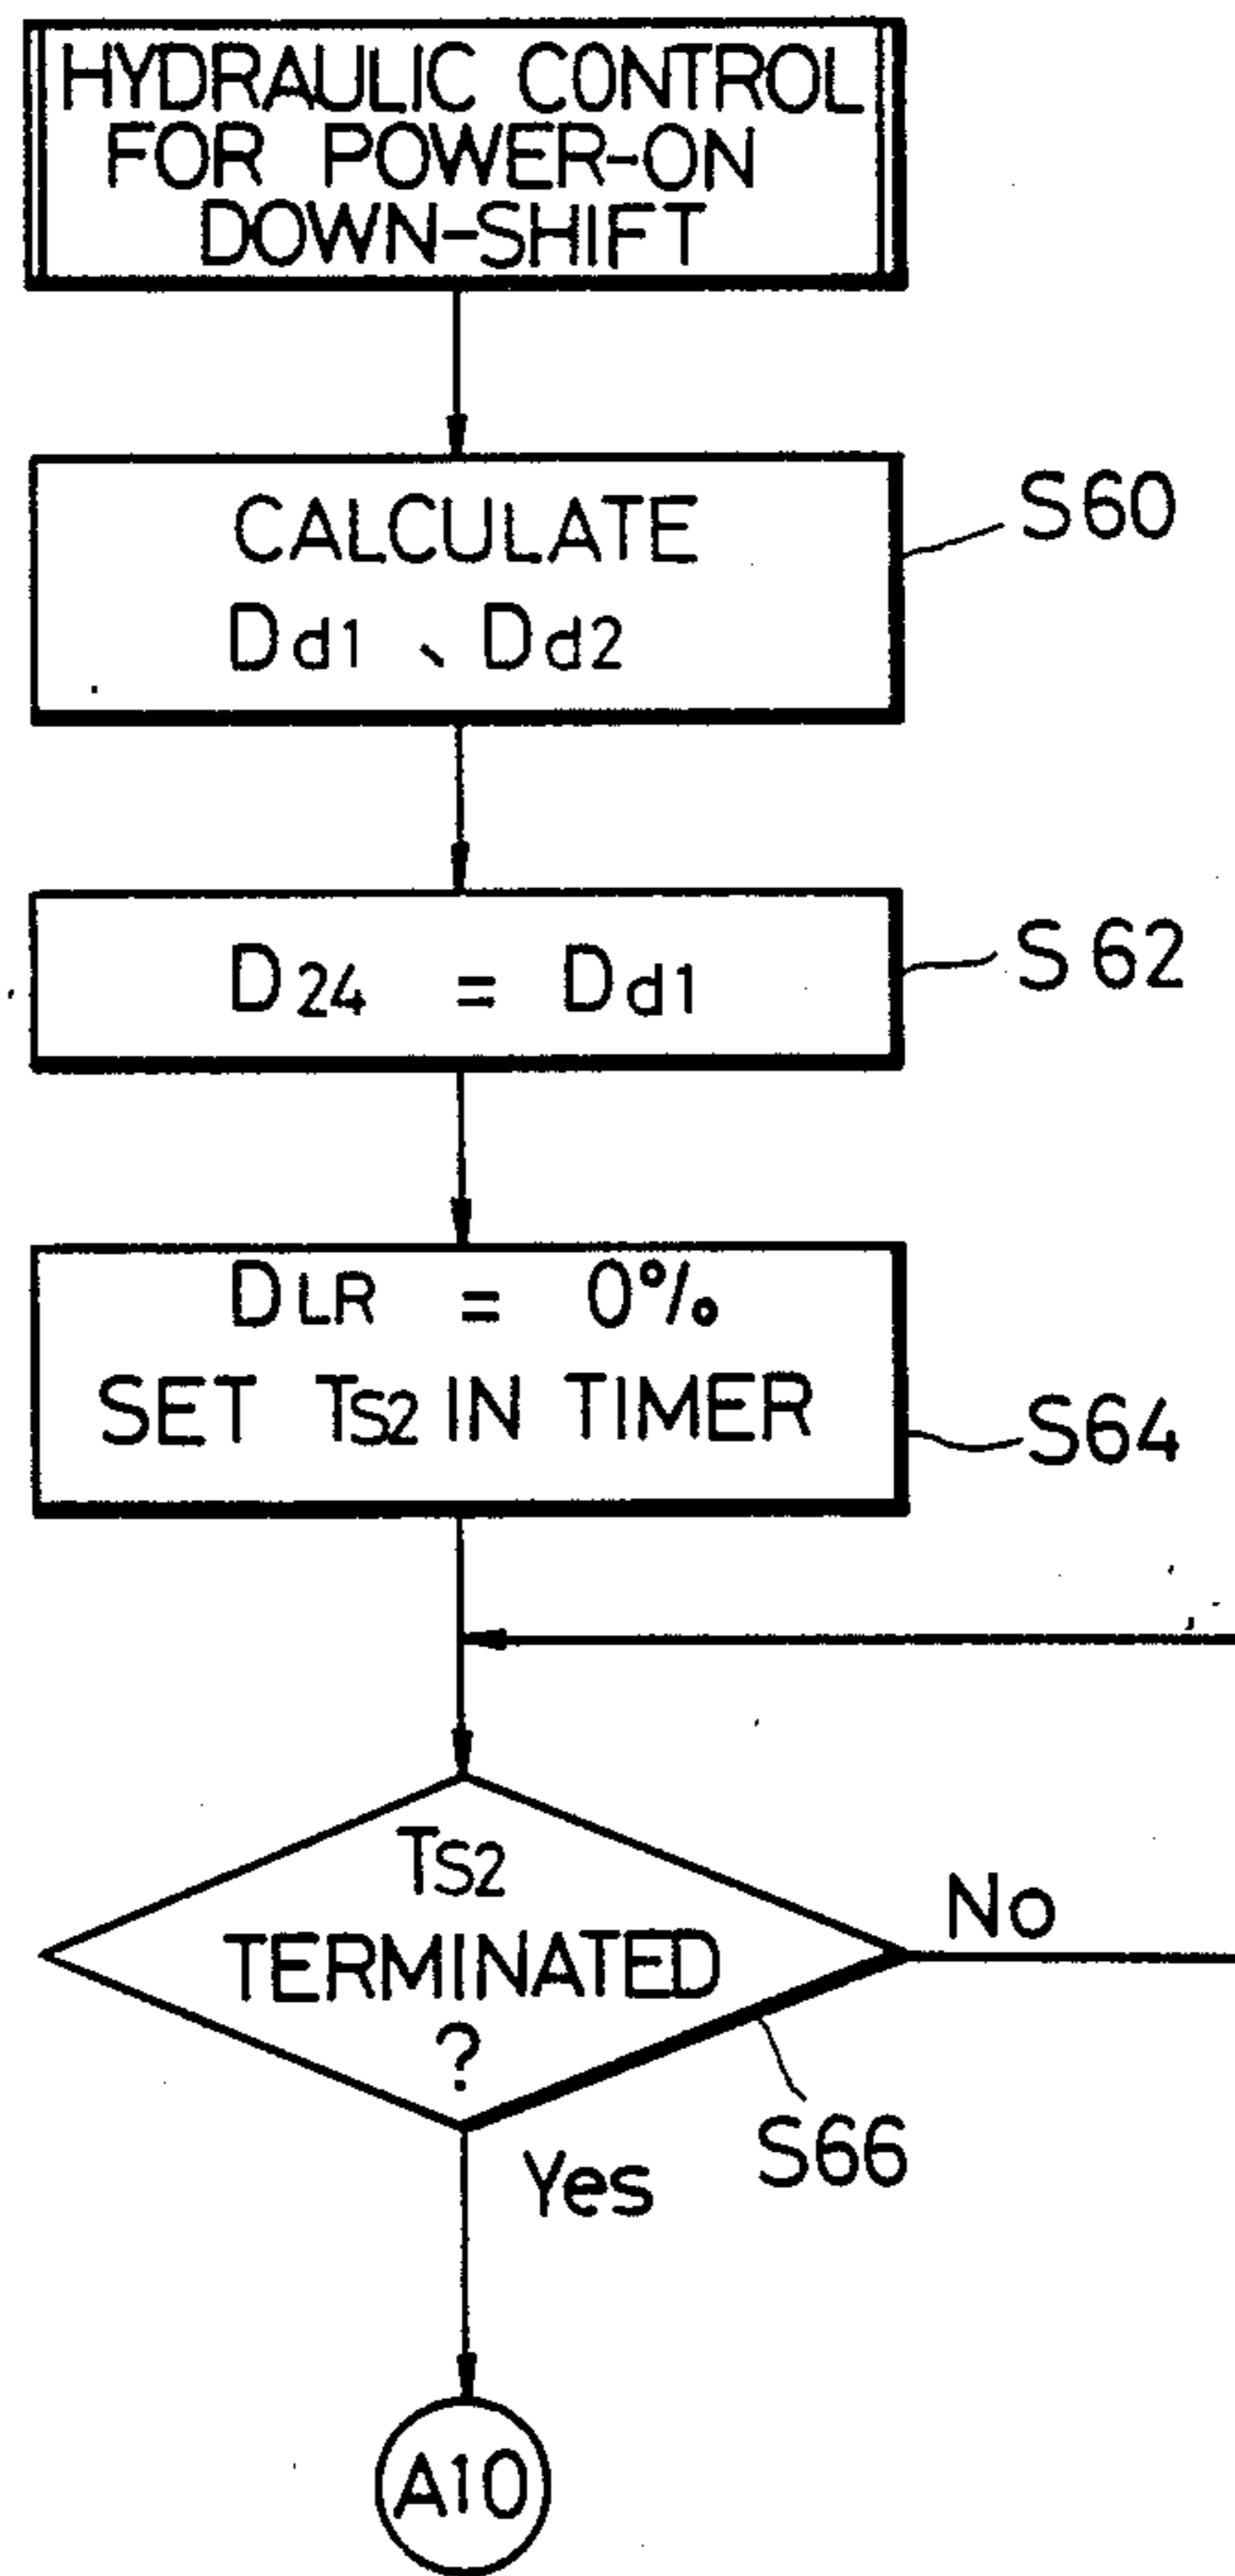 HYDRAULIC CONTROL
FOR POWER-ON
DOWN-SHIFT
CALCULATE
Dd1、Dd2
S60
D24 = Dd1
S62
DLR = 0%
SET TS2 IN TIMER
S64
TS2
TERMINATED
?
No
S66
Yes
A10